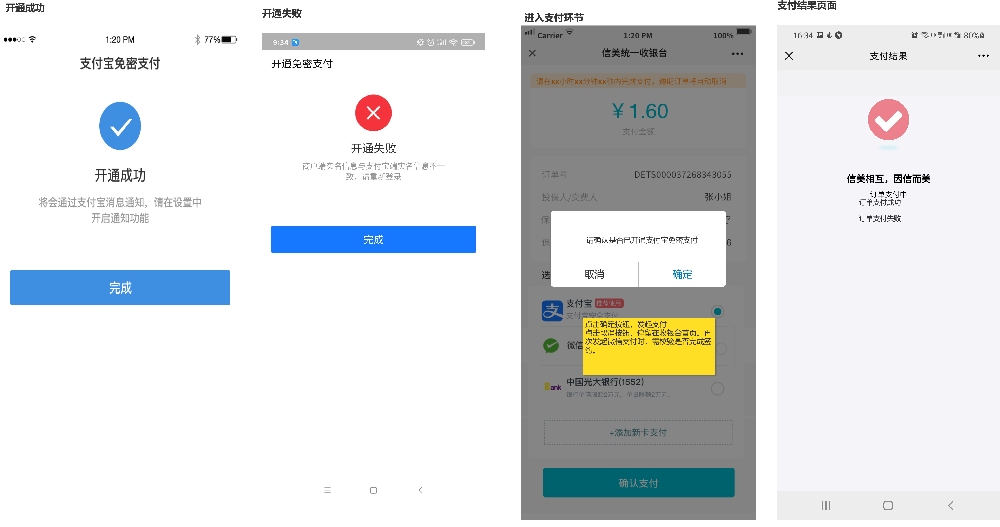 开通成功
1:20 PM
77%
支付宝免密支付
开通成功
将会通过支付宝消息通知，请在设置中
开启通知功能
完成
开通失败
9:34
HD
81
开通免密支付
开通失败
商户端实名信息与支付宝端实名信息不一
致，请重新登录
完成
进入支付环节
Carrier
1:20 PM
100%
信美统一收银台
请在xx小时xx分钟xx秒内完成支付，逾期订单将自动取消
¥ 1.60
支付金额
订单号
DETS000037268343055
投保人/交费人
张小姐
保
疗
请确认是否已开通支付宝免密支付
保
6
取消
确定
选
支
支付宝
推荐使用
支付宝安全支付
点击确定按钮，发起支付
点击取消按钮，停留在收银台首页。再
次发起微信支付时，需校验是否完成签
约。
微信
Bank
中国光大银行(1552)
银行单笔限额2万元，单日限额2万元。
+添加新卡支付
确认支付
支付结果页面
16:34
HD 5G HD 4G 80%
支付结果
信美相互，因信而美
订单支付中
订单支付成功
订单支付失败